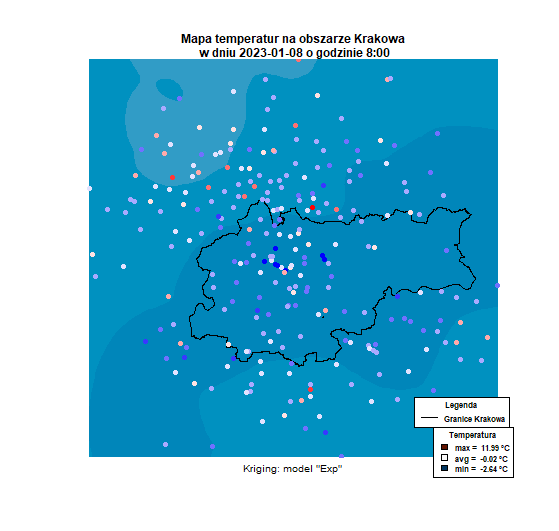 Mapa temperatur na obszarze Krakowa
w dniu 2023-01-08 o godzinie 8:00
Legenda
Granice Krakowa
Temperatura
max = 11.99 °C
avg = -0.02 °C
min = -2.64 °C
Kriging: model "Exp"